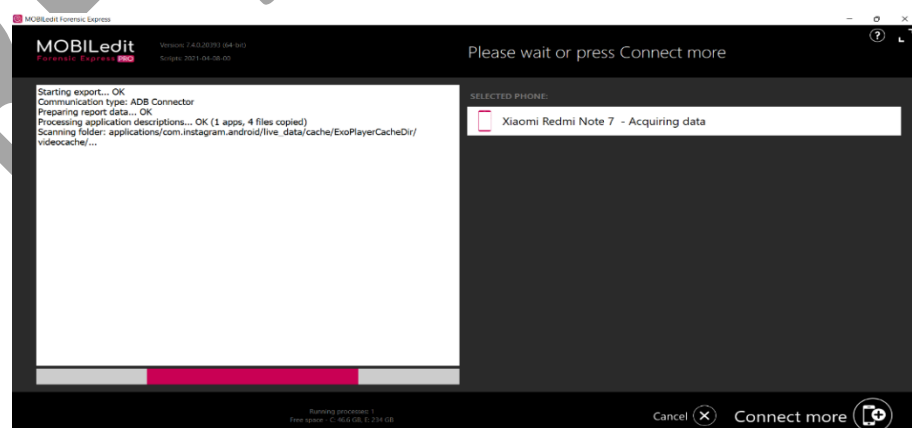 MOBILedit Forensic Express
MOBILedit
Forensic Express PRO
Version: 7.4.0.20393 (64-bit)
Scripts: 2021-04-08-00
Please wait or press Connect more
?
Starting export... OK
Communication type: ADB Connector
Preparing report data... OK
Processing application descriptions... OK (1 apps, 4 files copied)
Scanning folder: applications/com.instagram.android/live_data/cache/ExoPlayerCacheDir/
videocache/...
SELECTED PHONE:
Xiaomi Redmi Note 7 - Acquiring data
Running processes: 1
Free space - C: 46.6 GB, E: 234 GB
Cancel
Connect more